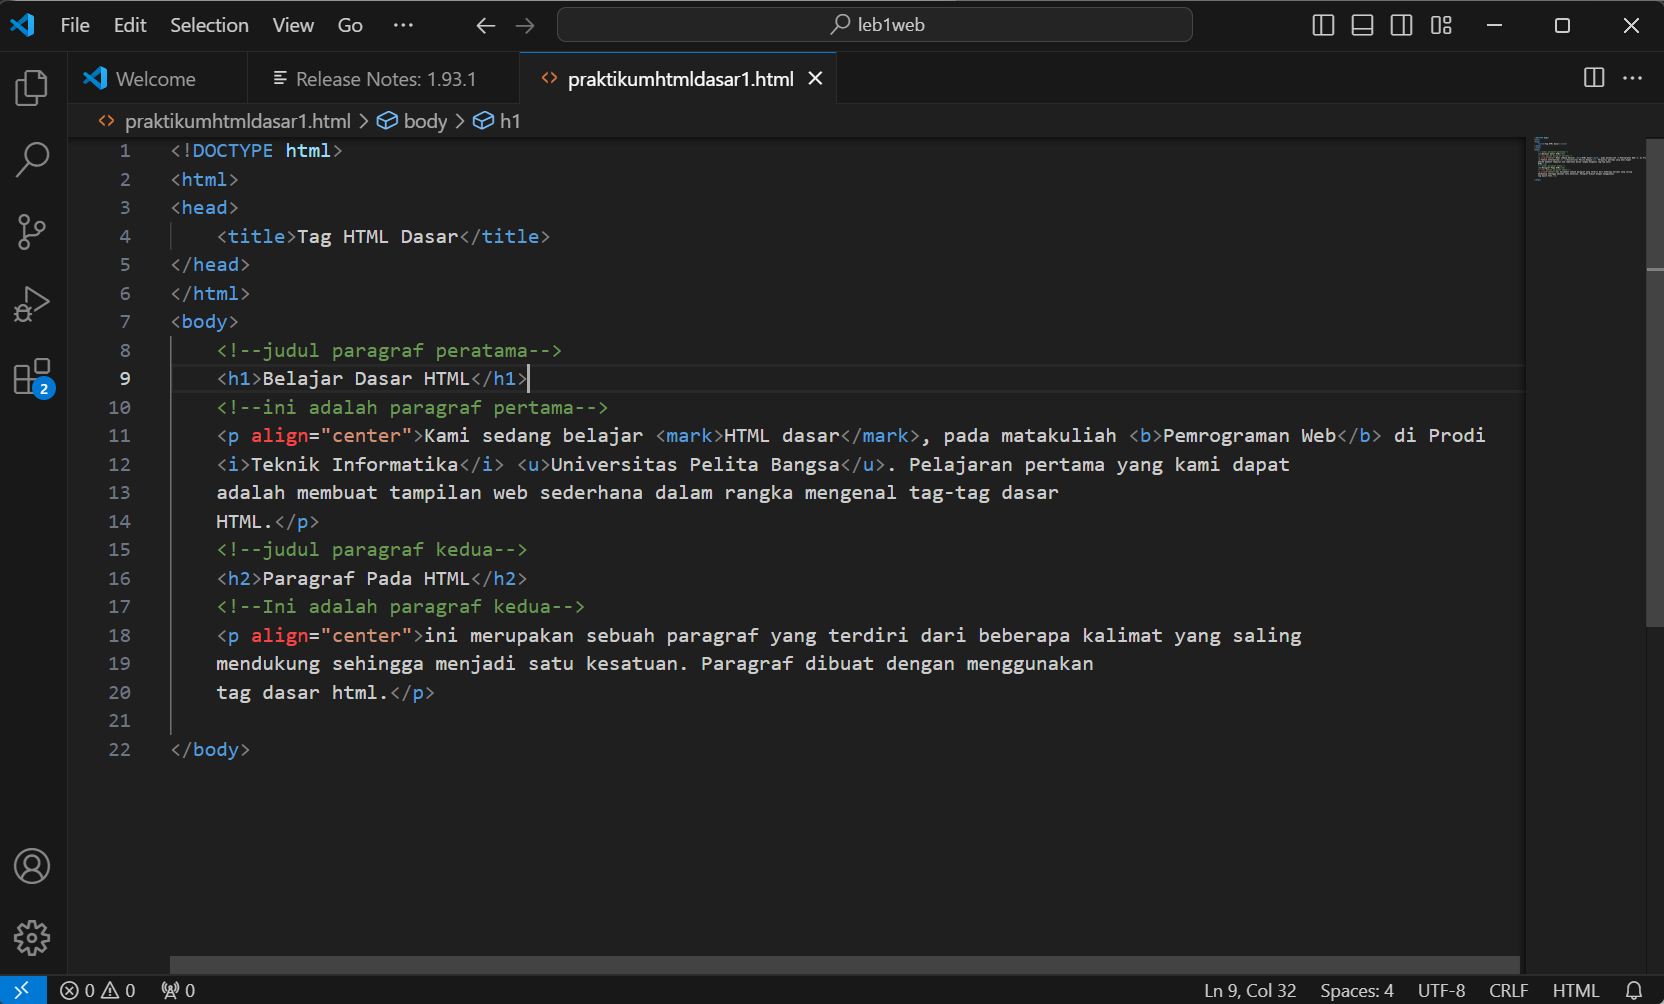 File Edit Selection View Go ··· leb1web
Welcome Release Notes: 1.93.1 praktikumhtmldasar1.html
praktikumhtmldasar1.html > body > h1
1 <!DOCTYPE html>
2 <html>
3 <head>
4     <title>Tag HTML Dasar</title>
5 </head>
6 </html>
7 <body>
8     <!--judul paragraf peratama-->
9     <h1>Belajar Dasar HTML</h1>
10     <!--ini adalah paragraf pertama-->
11     <p align="center">Kami sedang belajar <mark>HTML dasar</mark>, pada matakuliah <b>Pemrograman Web</b> di Prodi
12     <i>Teknik Informatika</i> <u>Universitas Pelita Bangsa</u>. Pelajaran pertama yang kami dapat
13     adalah membuat tampilan web sederhana dalam rangka mengenal tag-tag dasar
14     HTML.</p>
15     <!--judul paragraf kedua-->
16     <h2>Paragraf Pada HTML</h2>
17     <!--Ini adalah paragraf kedua-->
18     <p align="center">ini merupakan sebuah paragraf yang terdiri dari beberapa kalimat yang saling
19     mendukung sehingga menjadi satu kesatuan. Paragraf dibuat dengan menggunakan
20     tag dasar html.</p>
21
22 </body>
2
0 0 0 Ln 9, Col 32 Spaces: 4 UTF-8 CRLF HTML